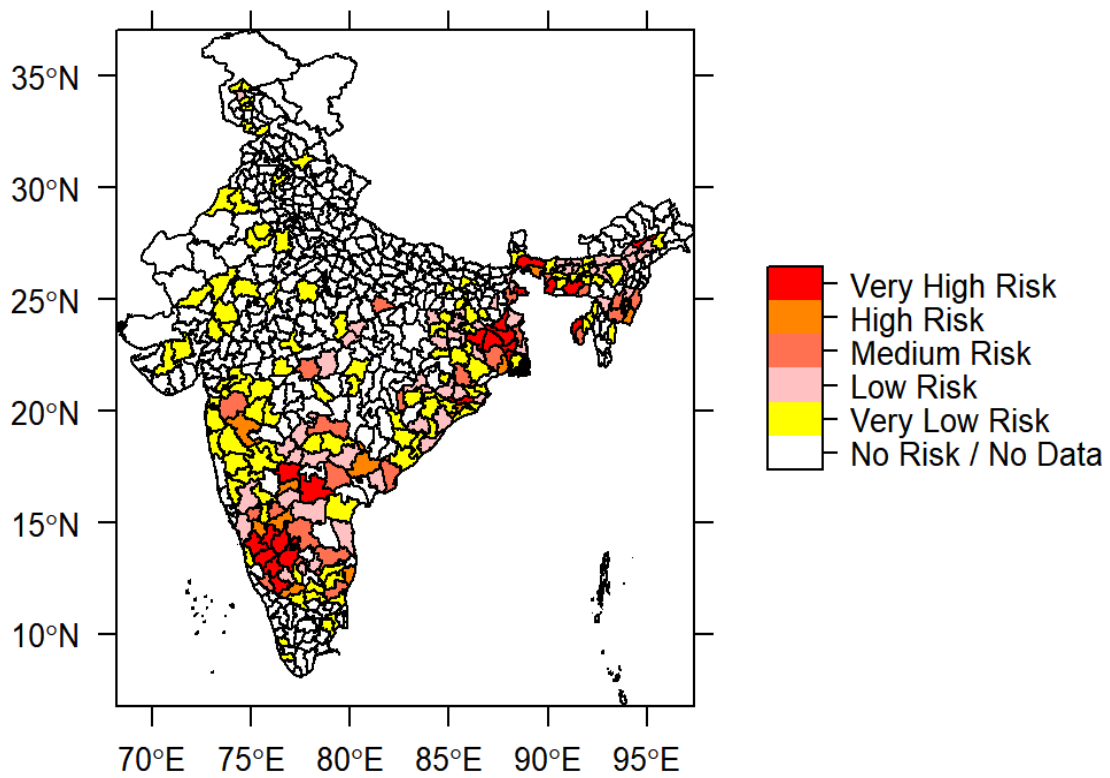 35°N
30°N
25°N
20°N
15°N
10°N
70°E 75°E 80°E 85°E 90°E 95°E
Very High Risk
High Risk
Medium Risk
Low Risk
Very Low Risk
No Risk / No Data